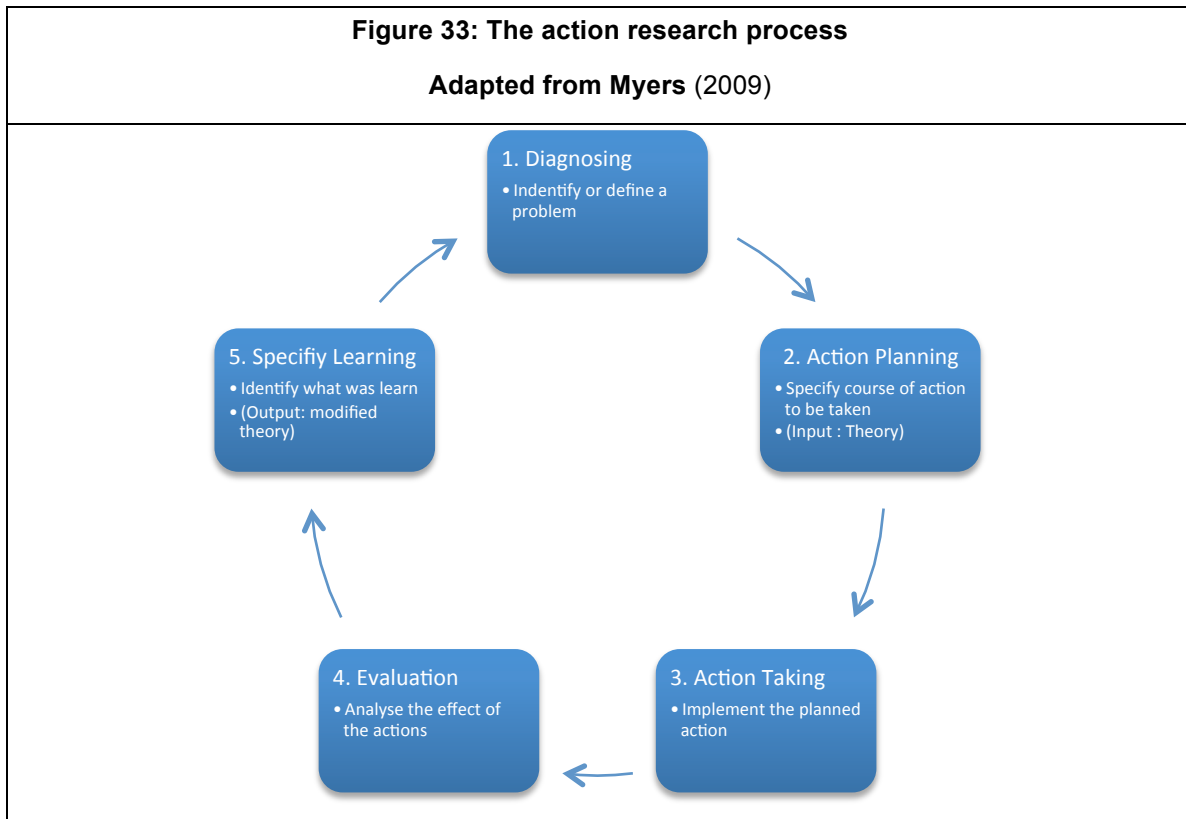 Figure 33: The action research process
Adapted from Myers (2009)
1. Diagnosing
• Indentify or define a
problem
2. Action Planning
• Specify course of action
to be taken
• (Input : Theory)
3. Action Taking
• Implement the planned
action
4. Evaluation
• Analyse the effect of
the actions
5. Specifiy Learning
• Identify what was learn
• (Output: modified
theory)